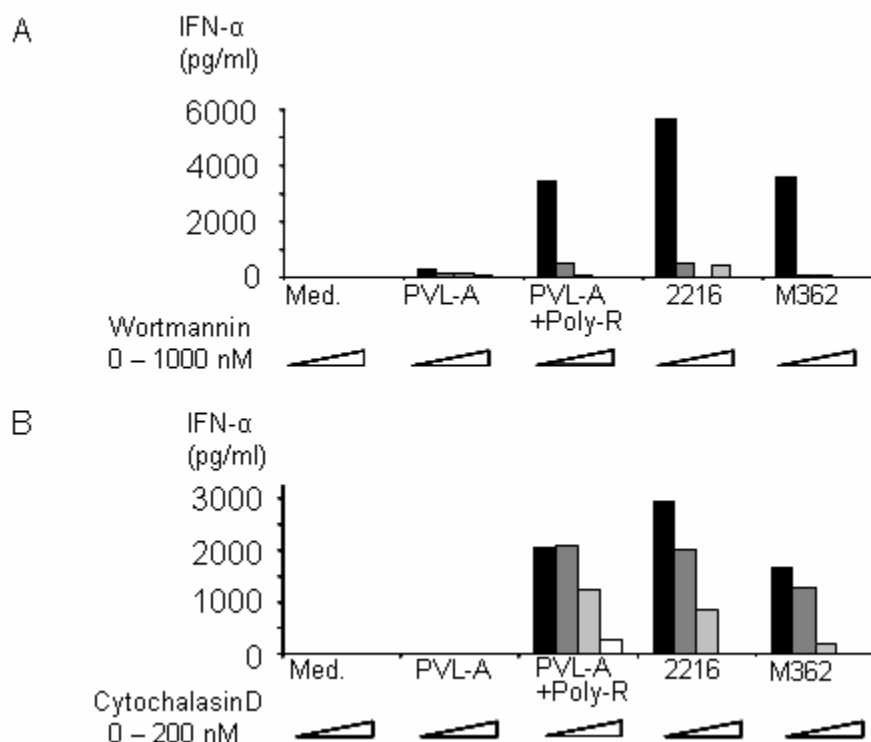 A
IFN-α
(pg/ml)
6000
4000
2000
0
Med. PVL-A PVL-A 2216 M362
+Poly-R
Wortmannin
0 – 1000 nM
B
IFN-α
(pg/ml)
3000
2000
1000
0
Med. PVL-A PVL-A 2216 M362
+Poly-R
Cytochalasin D
0 – 200 nM